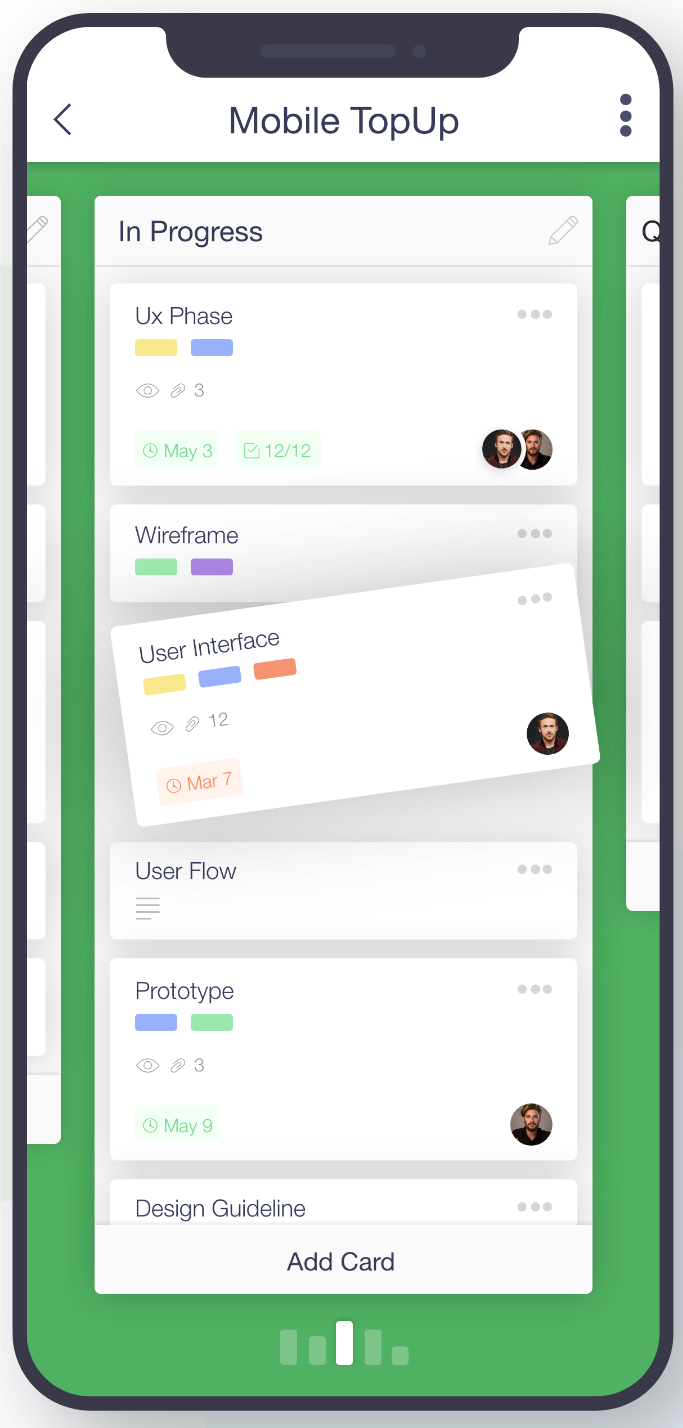 Mobile TopUp
In Progress
Q
Ux Phase
3
May 3 12/12
Wireframe
User Interface
12
Mar 7
User Flow
Prototype
3
May 9
Design Guideline
Add Card